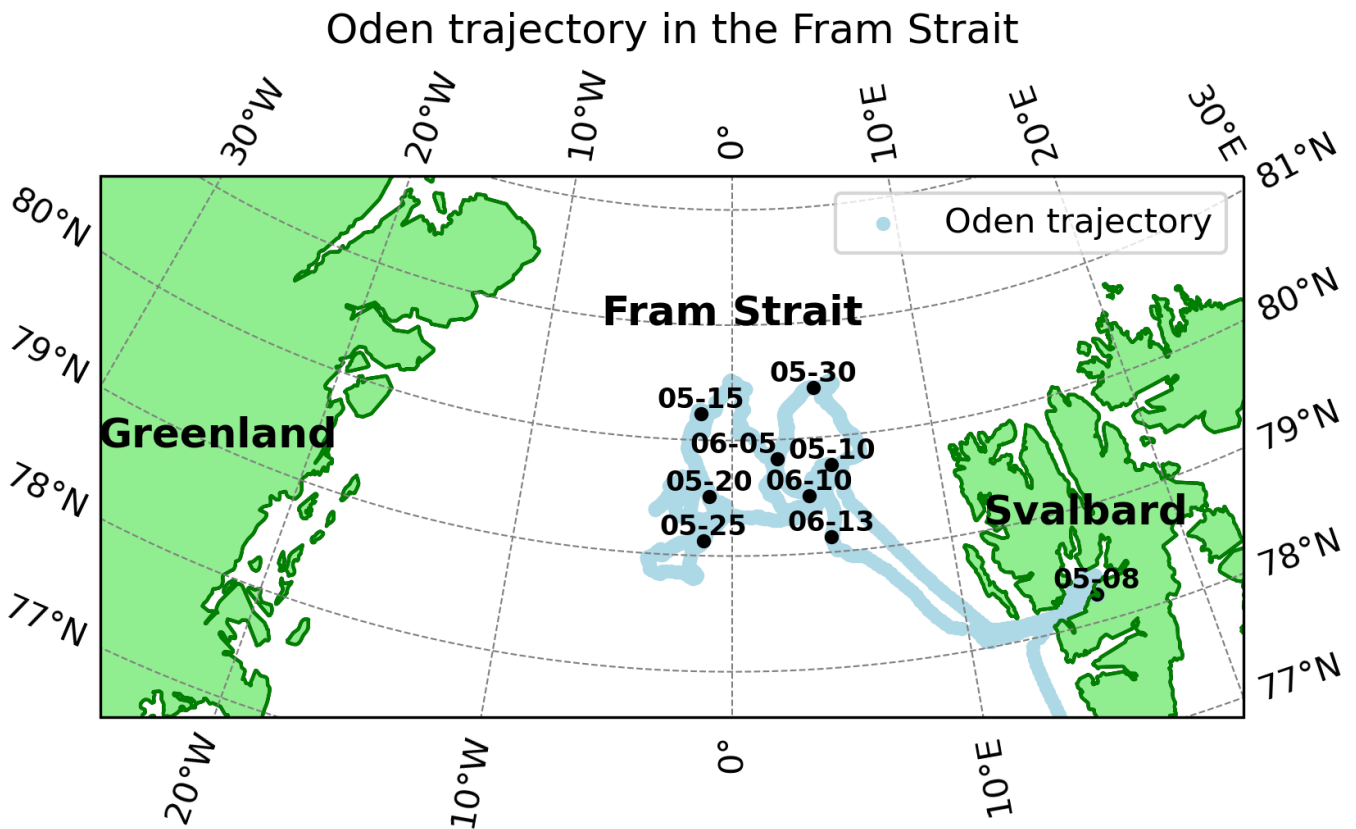 Oden trajectory in the Fram Strait
30°W
20°W
10°W
0°
10°E
20°E
30°E
81°N
80°N
Oden trajectory
80°N
Fram Strait
79°N
05-30
05-15
79°N
Greenland
06-05
05-10
78°N
05-20
06-10
Svalbard
05-25
06-13
78°N
05-08
77°N
77°N
20°W
10°W
0°
10°E